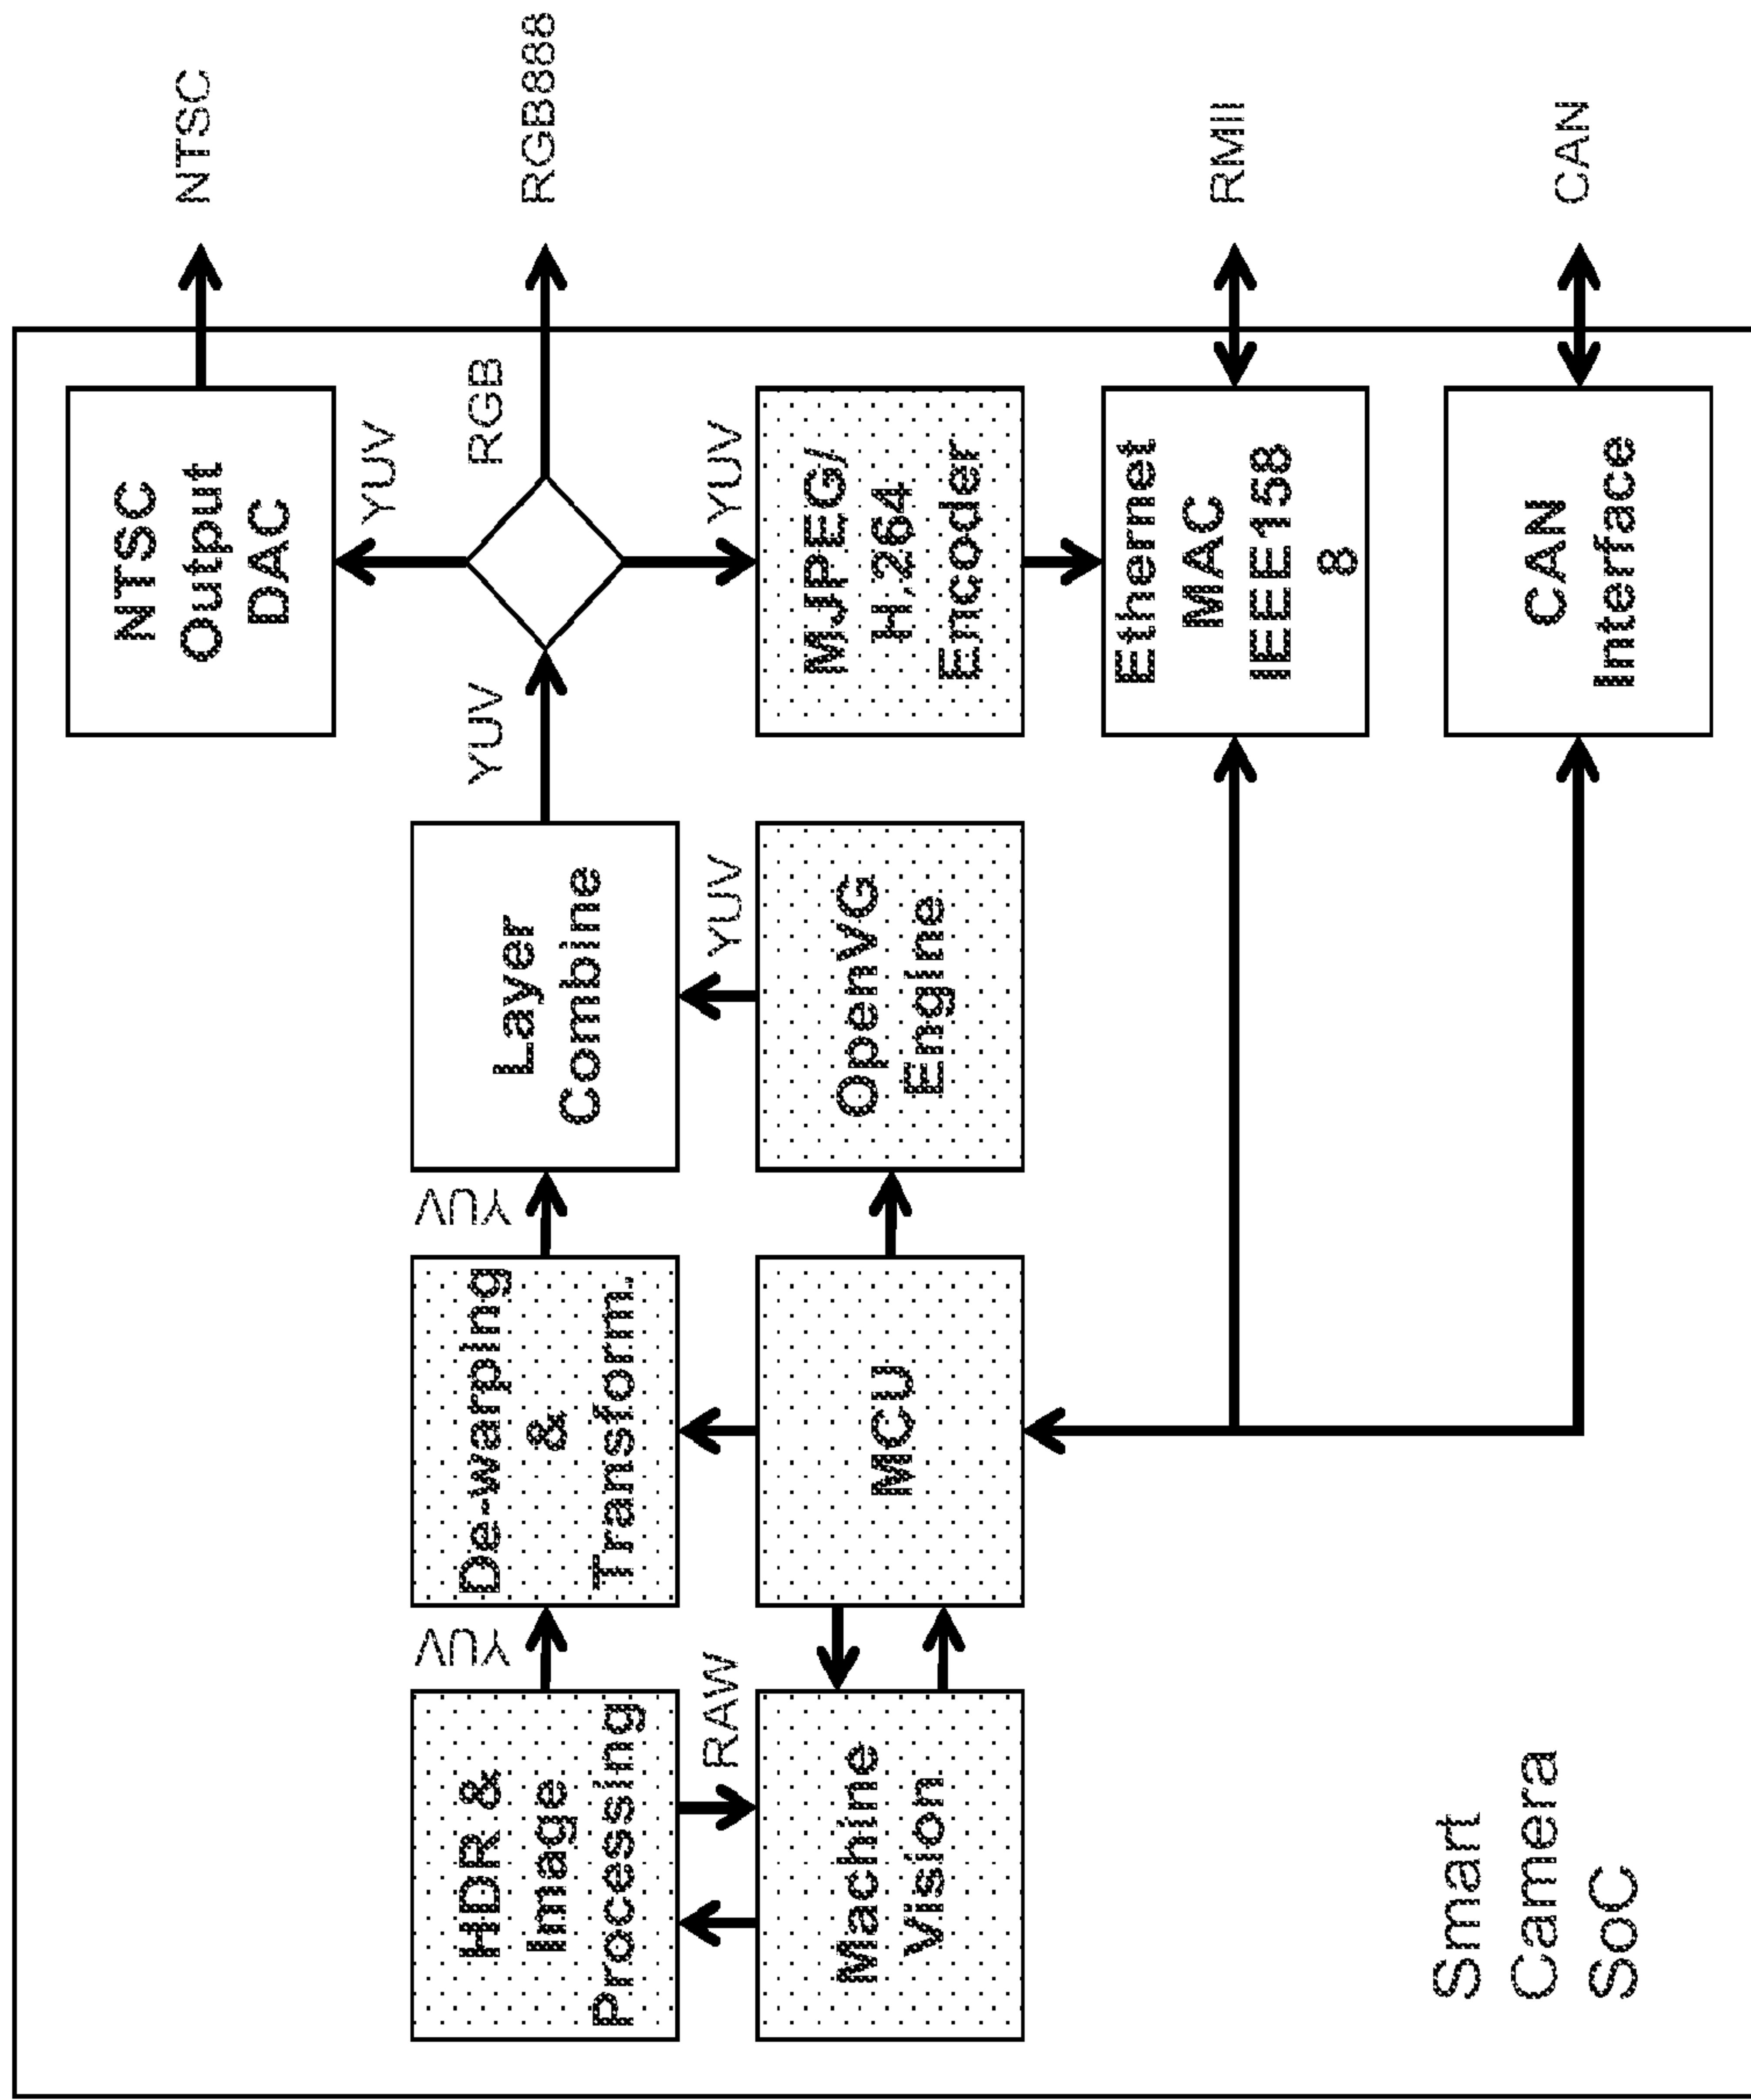 NTSC
Output
DAC
NTSC
YUV
HDR &
Image
Processing
YUV
De-warping
&
Transform.
YUV
Layer
Combine
YUV
RGB
RGB888
RAW
YUV
YUV
Machine
Vision
MCU
OpenVG
Engine
MJPEG/
H.264
Encoder
Ethernet
MAC
IEEE158
8
RMII
Smart
Camera
SoC
CAN
Interface
CAN